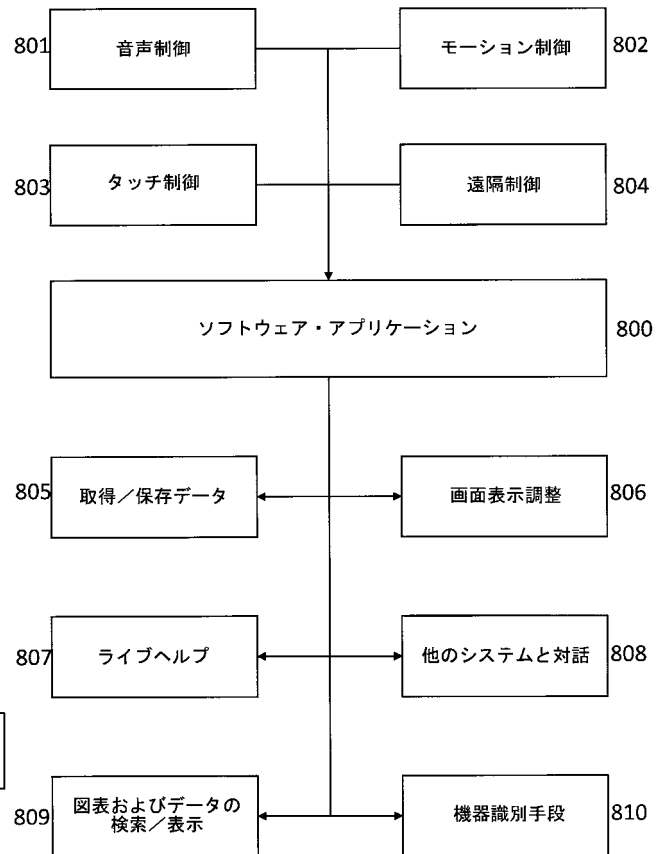 801
音声制御
モーション制御
802
803
タッチ制御
遠隔制御
804
ソフトウェア・アプリケーション
800
805
取得／保存データ
画面表示調整
806
807
ライブヘルプ
他のシステムと対話
808
809
図表およびデータの
検索／表示
機器識別手段
810